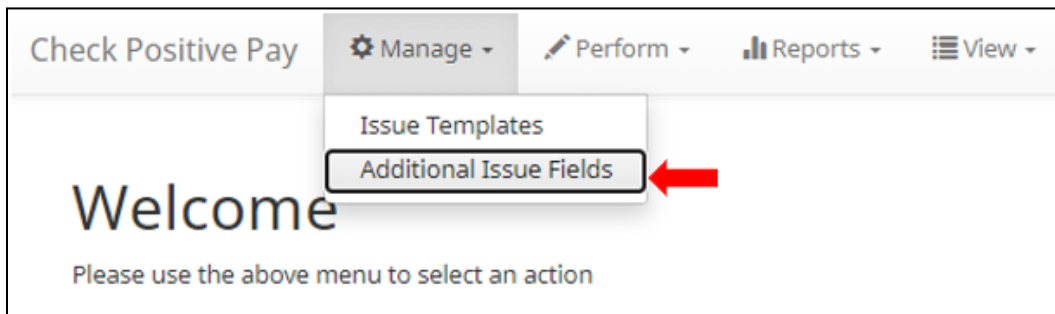 Check Positive Pay Manage Perform Reports View
Issue Templates
Additional Issue Fields
Welcome
Please use the above menu to select an action